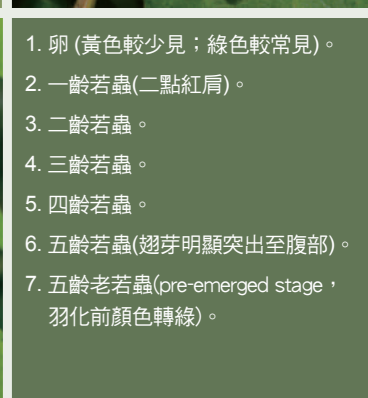 1. 卵 (黃色較少見；綠色較常見)。
2. 一齡若蟲(二點紅肩)。
3. 二齡若蟲。
4. 三齡若蟲。
5. 四齡若蟲。
6. 五齡若蟲(翅芽明顯突出至腹部)。
7. 五齡老若蟲(pre-emerged stage，
羽化前顏色轉綠)。